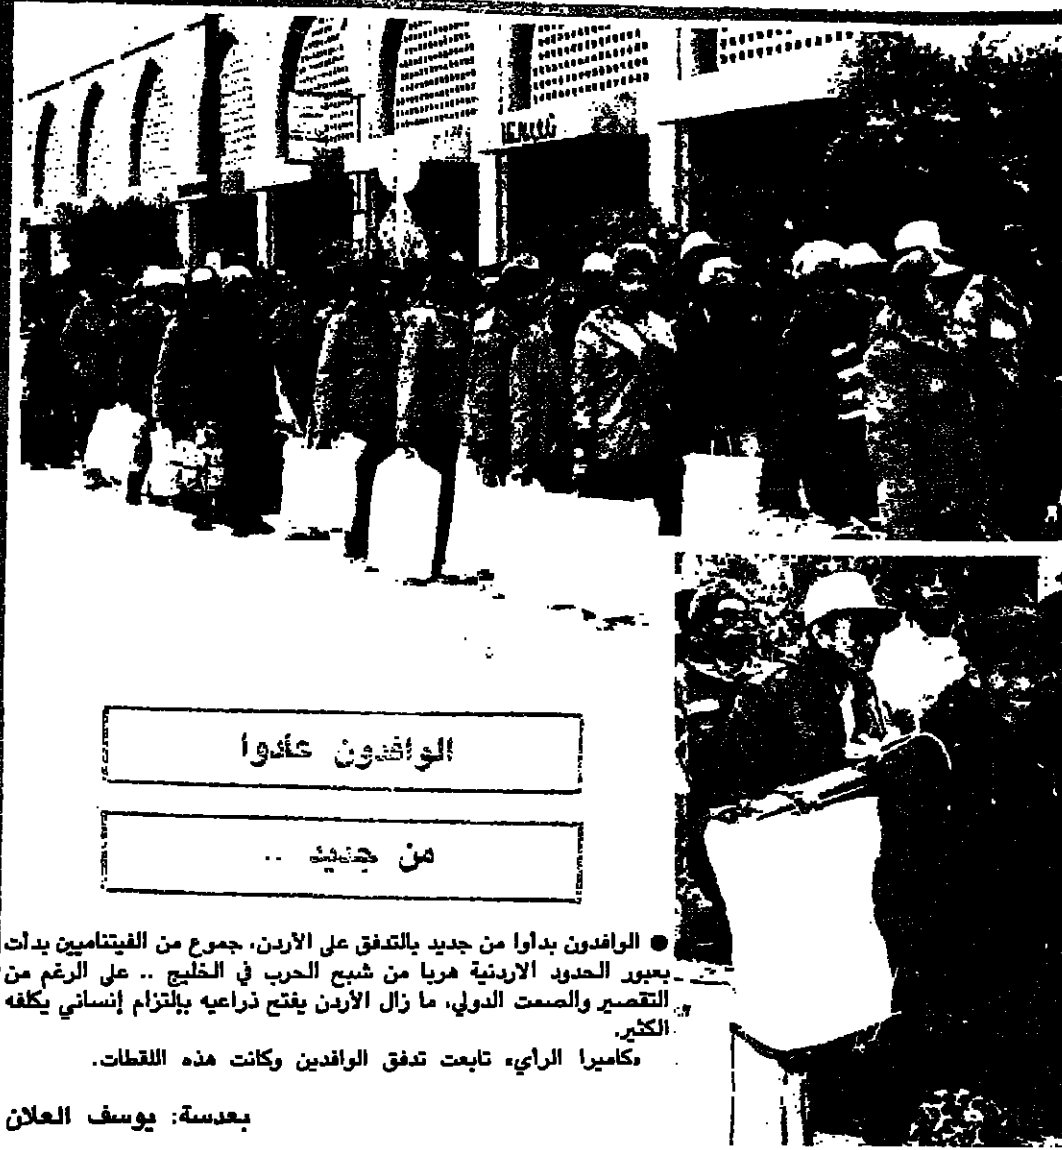 الوافدون عادوا
من جديد ..
● الوافدون بدأوا من جديد بالتدفق على الأردن، جموع من الفيتناميين بدأت
بعبور الحدود الاردنية هربا من شبح الحرب في الخليج .. على الرغم من
التقصير والصمت الدولي، ما زال الأردن يفتح ذراعيه بإلتزام إنساني يكلفه
الكثير.
«كاميرا الرأي» تابعت تدفق الوافدين وكانت هذه اللقطات.
بعدسة: يوسف العلان